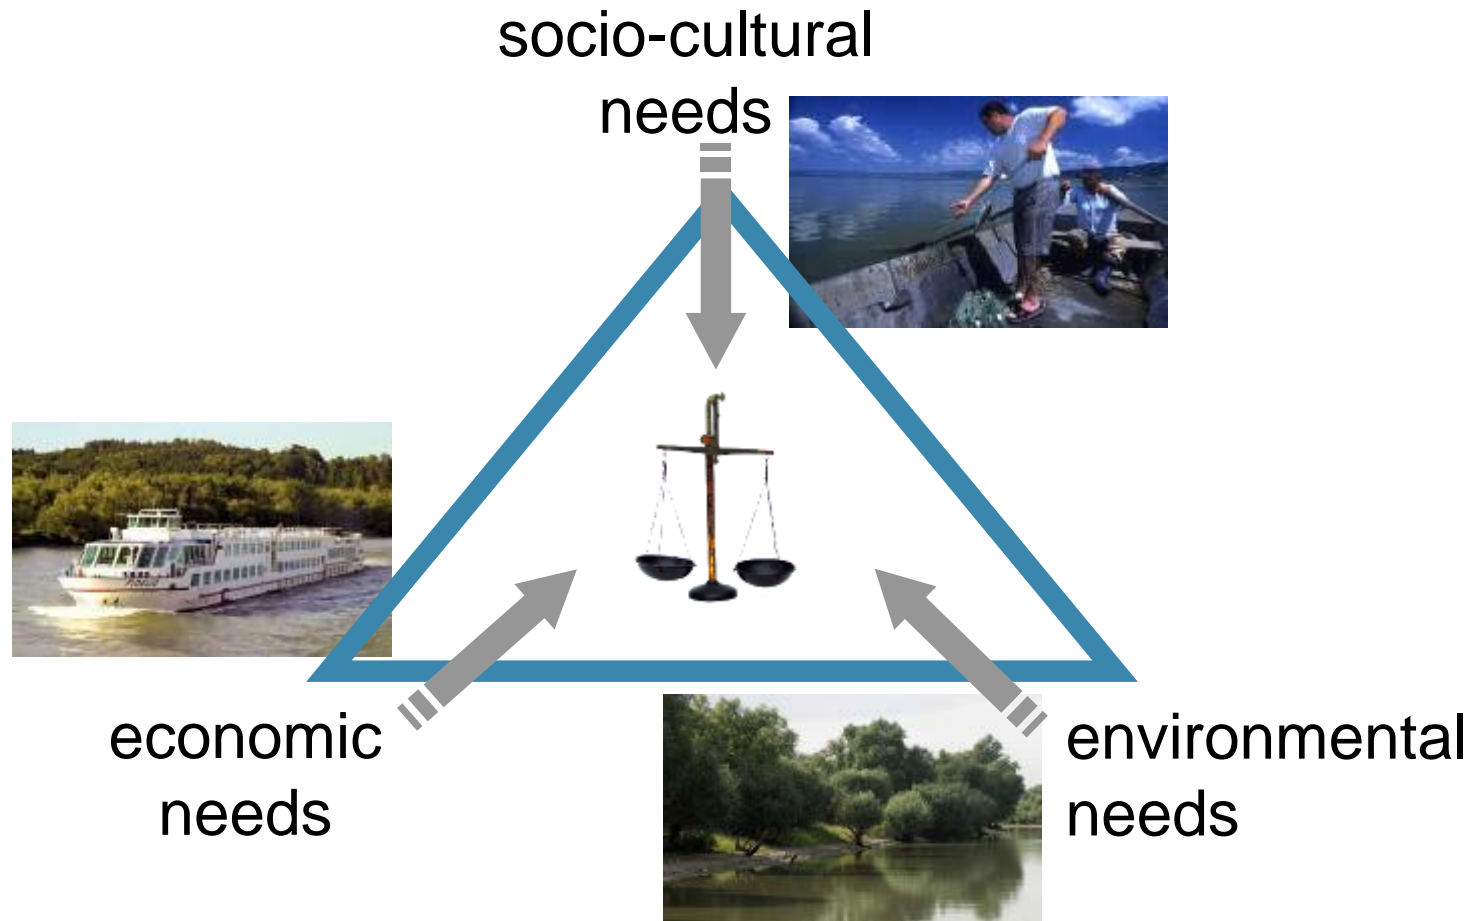 socio-cultural
needs
economic
needs
environmental
needs